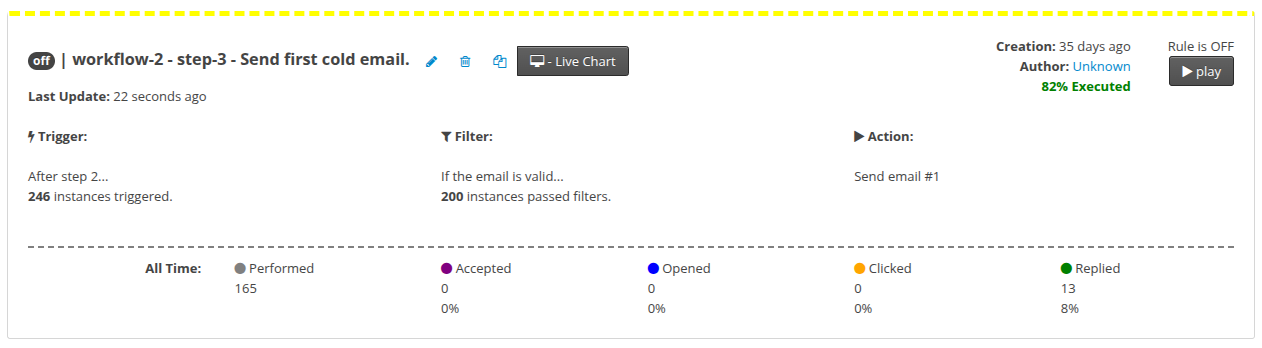 off | workflow-2 - step-3 - Send first cold email. - Live Chart
Creation: 35 days ago
Author: Unknown
82% Executed
Rule is OFF
play
Last Update: 22 seconds ago
Trigger:
After step 2...
246 instances triggered.
Filter:
If the email is valid...
200 instances passed filters.
Action:
Send email #1
All Time:
Performed
165
Accepted
0
0%
Opened
0
0%
Clicked
0
0%
Replied
13
8%